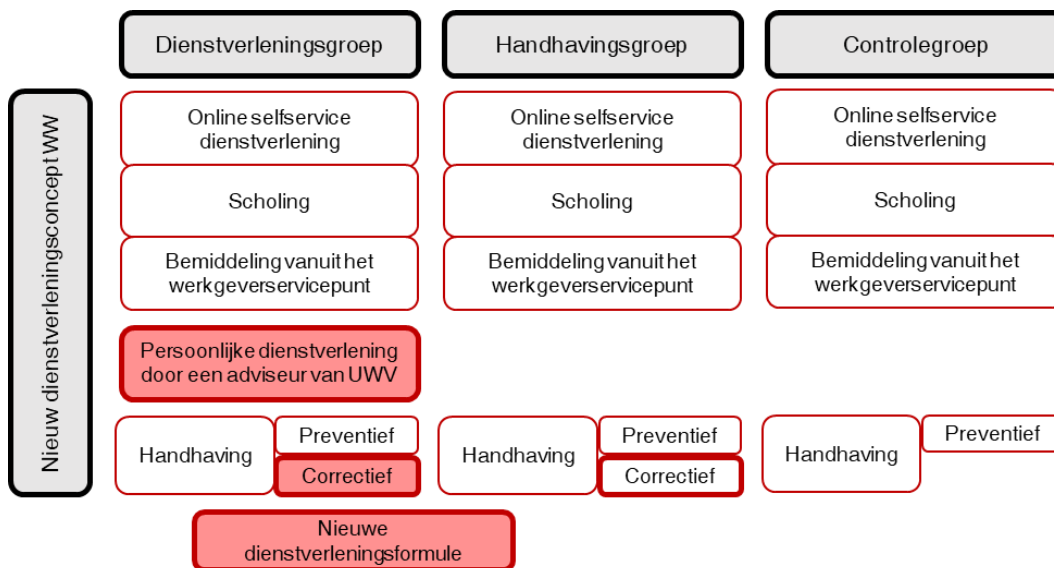 Dienstverleningsgroep
Handhavingsgroep
Controlegroep
Nieuw dienstverleningsconcept WW
Online selfservice
dienstverlening
Online selfservice
dienstverlening
Online selfservice
dienstverlening
Scholing
Scholing
Scholing
Bemiddeling vanuit het
werkgeverservicepunt
Bemiddeling vanuit het
werkgeverservicepunt
Bemiddeling vanuit het
werkgeverservicepunt
Persoonlijke dienstverlening
door een adviseur van UWV
Handhaving
Preventief
Correctief
Handhaving
Preventief
Correctief
Handhaving
Preventief
Nieuwe
dienstverleningsformule